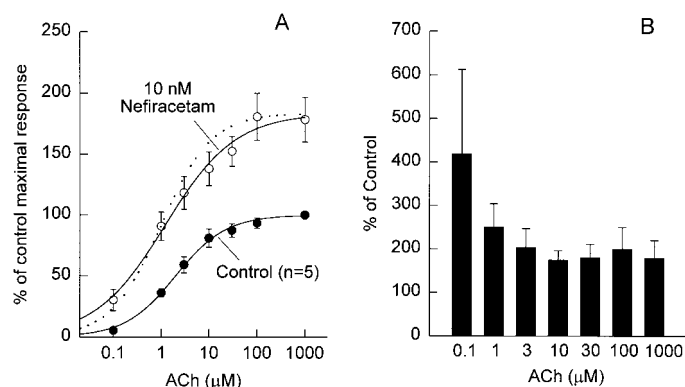 A
% of control maximal response
250
200
150
100
50
0
10 nM
Nefiracetam
Control (n=5)
0.1 1 10 100 1000
ACh (μM)
B
% of Control
700
600
500
400
300
200
100
0
0.1 1 3 10 30 100 1000
ACh (μM)